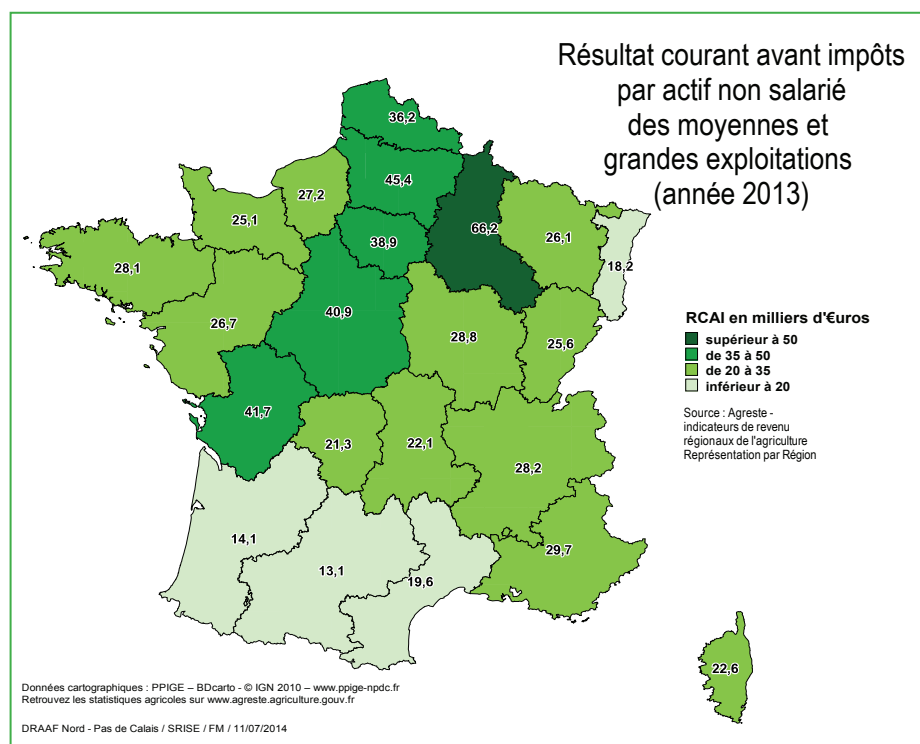 Résultat courant avant impôts
par actif non salarié
des moyennes et
grandes exploitations
(année 2013)
36,2
45,4
27,2
25,1
66,2
26,1
38,9
18,2
28,1
26,7
40,9
28,8
25,6
41,7
21,3
22,1
28,2
14,1
13,1
19,6
29,7
22,6
RCAI en milliers d'€uros
supérieur à 50
de 35 à 50
de 20 à 35
inférieur à 20
Source : Agreste -
indicateurs de revenu
régionaux de l'agriculture
Représentation par Région
Données cartographiques : PPIGE – BDcarto - © IGN 2010 – www.ppige-npdc.fr
Retrouvez les statistiques agricoles sur www.agreste.agriculture.gouv.fr
DRAAF Nord - Pas de Calais / SRISE / FM / 11/07/2014